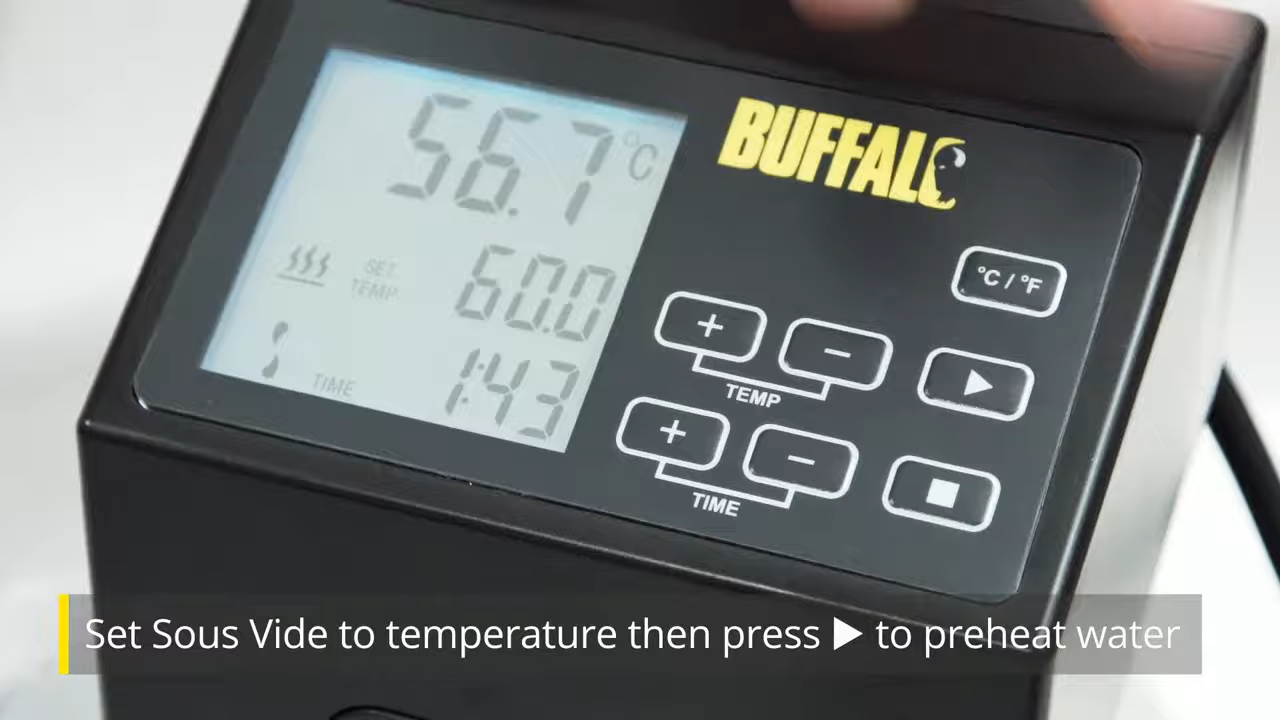 56.7 °C
BUFFALO
SET TEMP 60.0
°C / °F
+ −
TEMP
TIME 1:43
+ −
TIME
Set Sous Vide to temperature then press ▶ to preheat water